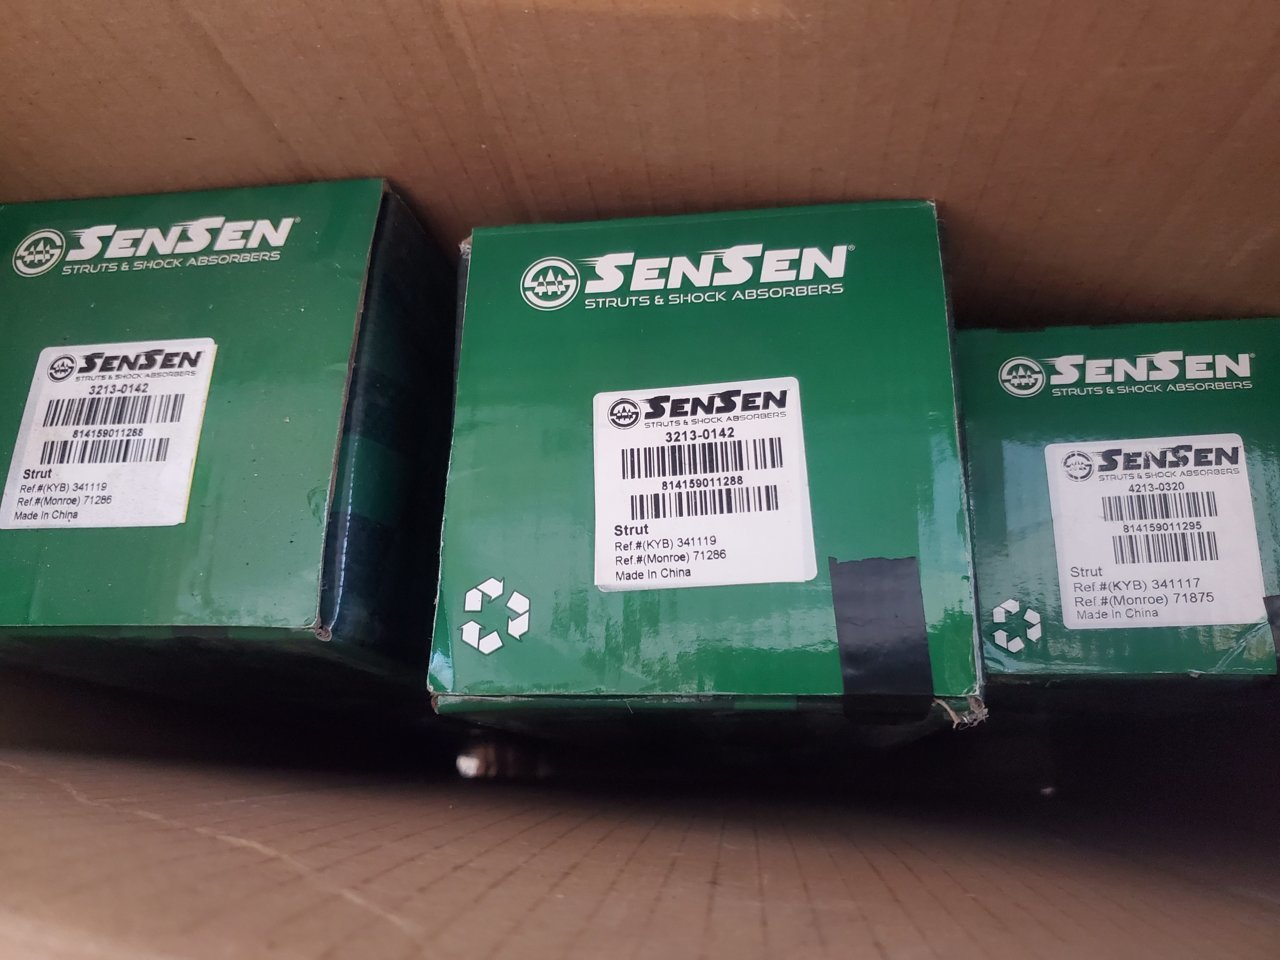 SENSEN®
STRUTS & SHOCK ABSORBERS
SENSEN
STRUTS & SHOCK ABSORBERS
3213-0142
814159011288
Strut
Ref.#(KYB) 341119
Ref.#(Monroe) 71286
Made In China
SENSEN®
STRUTS & SHOCK ABSORBERS
SENSEN
STRUTS & SHOCK ABSORBERS
3213-0142
814159011288
Strut
Ref.#(KYB) 341119
Ref.#(Monroe) 71286
Made In China
SENSEN®
STRUTS & SHOCK ABSORBERS
SENSEN
STRUTS & SHOCK ABSORBERS
4213-0320
814159011295
Strut
Ref.#(KYB) 341117
Ref.#(Monroe) 71875
Made In China